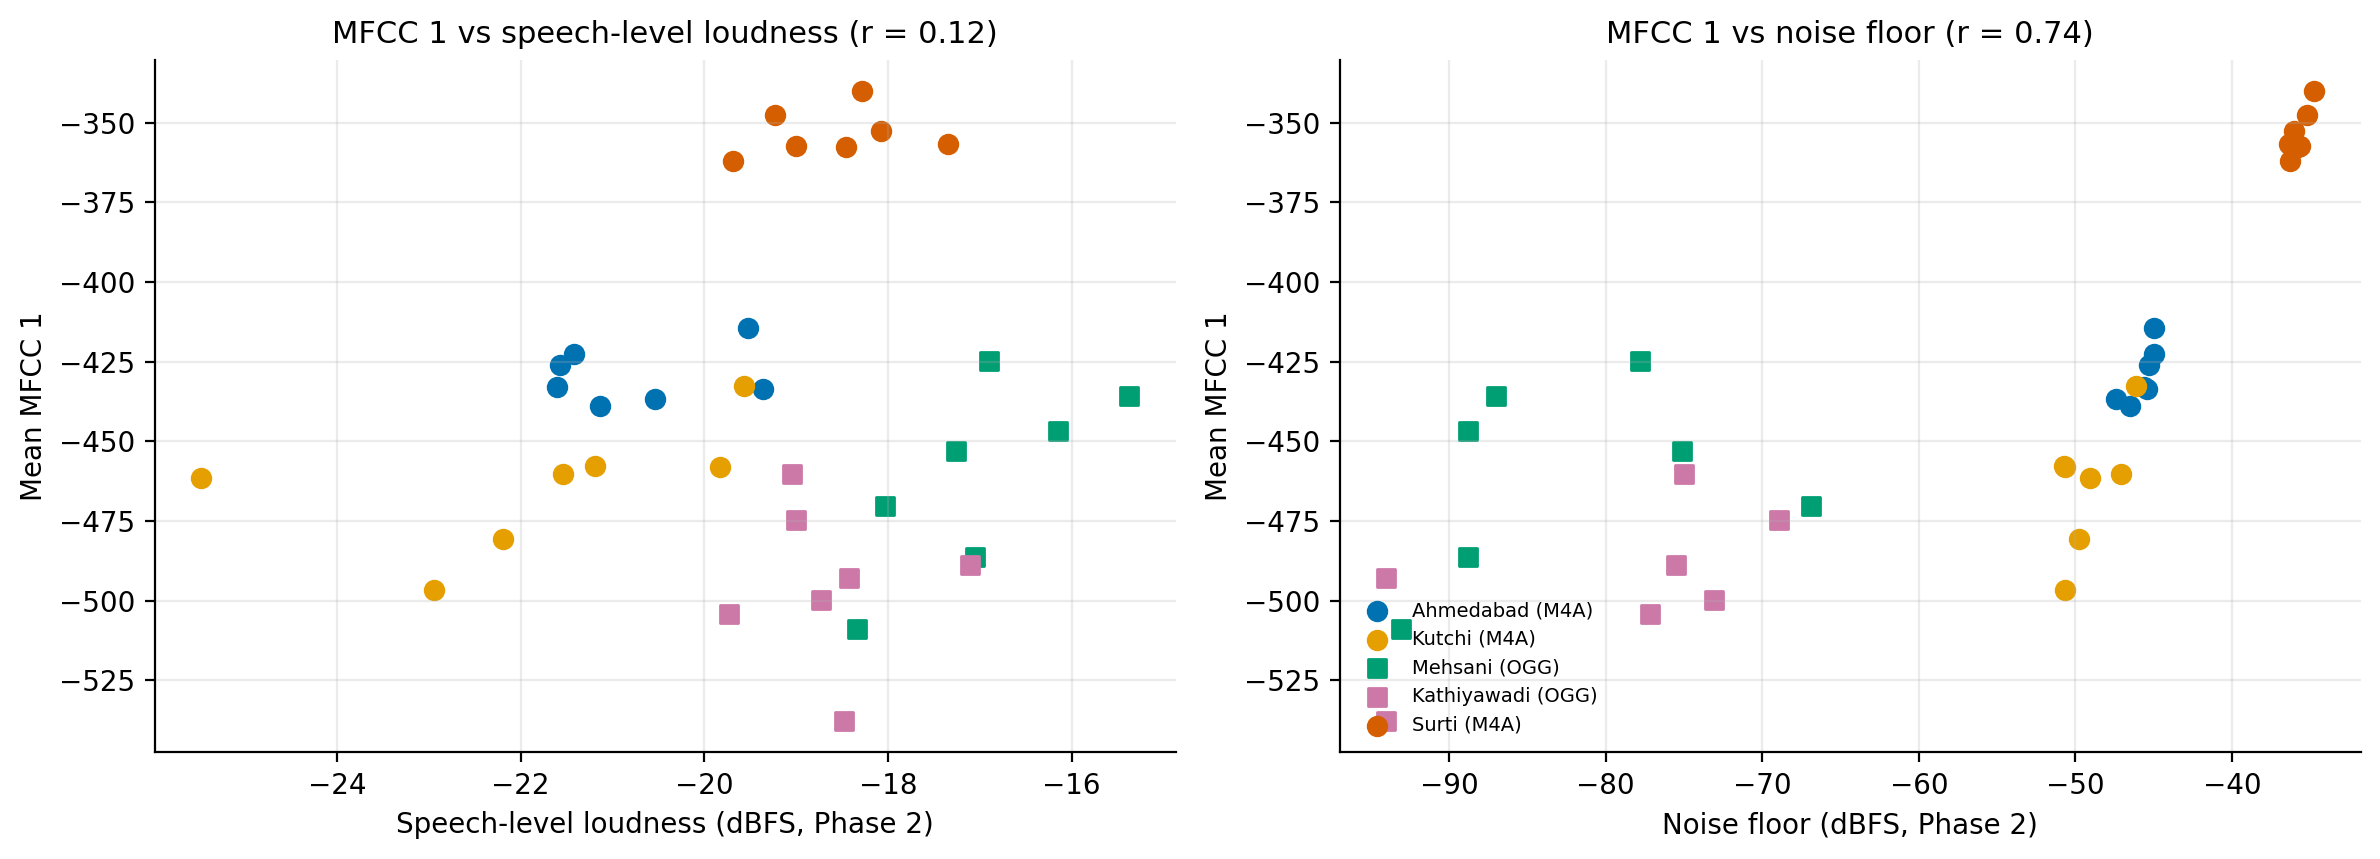 MFCC 1 vs speech-level loudness (r = 0.12)
Mean MFCC 1
−350
−375
−400
−425
−450
−475
−500
−525
−24
−22
−20
−18
−16
Speech-level loudness (dBFS, Phase 2)
MFCC 1 vs noise floor (r = 0.74)
Mean MFCC 1
−350
−375
−400
−425
−450
−475
−500
−525
Ahmedabad (M4A)
Kutchi (M4A)
Mehsani (OGG)
Kathiyawadi (OGG)
Surti (M4A)
−90
−80
−70
−60
−50
−40
Noise floor (dBFS, Phase 2)